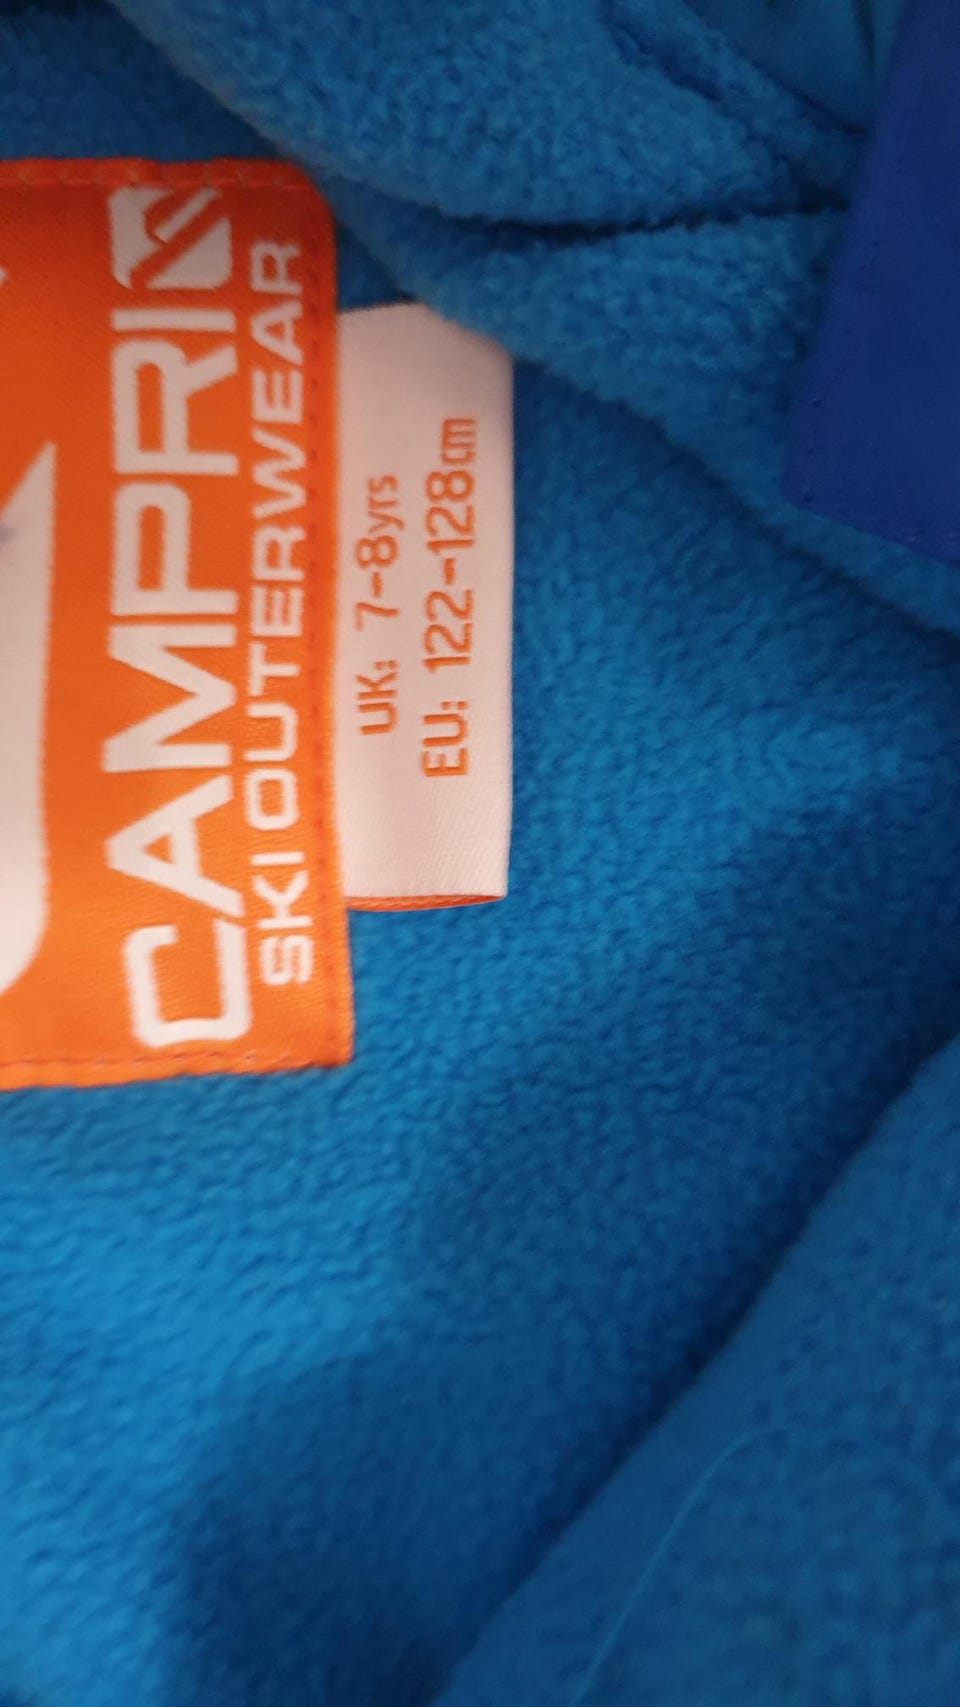 CAMPRI
SKI OUTERWEAR
UK: 7-8yrs
EU: 122-128cm